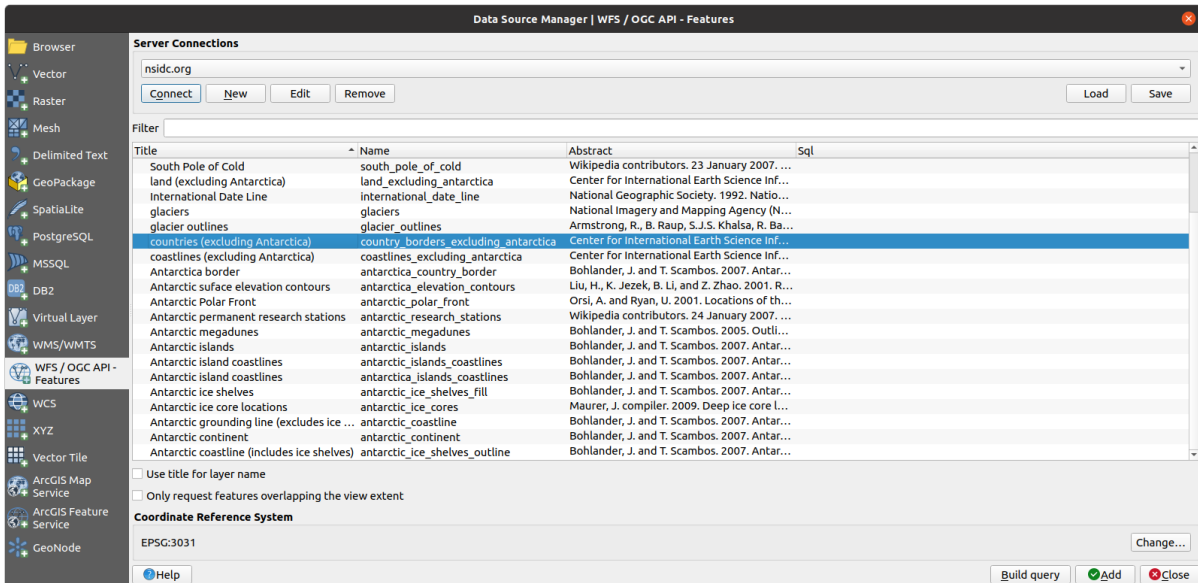 Data Source Manager | WFS / OGC API - Features
Browser
Vector
Raster
Mesh
Delimited Text
GeoPackage
SpatiaLite
PostgreSQL
MSSQL
DB2
DB2
Virtual Layer
WMS/WMTS
WFS / OGC API -
Features
WCS
XYZ
Vector Tile
ArcGIS Map
Service
ArcGIS Feature
Service
GeoNode
Server Connections
nsidc.org
Connect New Edit Remove Load Save
Filter
Title Name Abstract Sql
South Pole of Cold south_pole_of_cold Wikipedia contributors. 23 January 2007. ...
land (excluding Antarctica) land_excluding_antarctica Center for International Earth Science Inf...
International Date Line international_date_line National Geographic Society. 1992. Natio...
glaciers glaciers National Imagery and Mapping Agency (N...
glacier outlines glacier_outlines Armstrong, R., B. Raup, S.J.S. Khalsa, R. Ba...
countries (excluding Antarctica) country_borders_excluding_antarctica Center for International Earth Science Inf...
coastlines (excluding Antarctica) coastlines_excluding_antarctica Center for International Earth Science Inf...
Antarctica border antarctica_country_border Bohlander, J. and T. Scambos. 2007. Antar...
Antarctic suface elevation contours antarctica_elevation_contours Liu, H., K. Jezek, B. Li, and Z. Zhao. 2001. R...
Antarctic Polar Front antarctic_polar_front Orsi, A. and Ryan, U. 2001. Locations of th...
Antarctic permanent research stations antarctic_research_stations Wikipedia contributors. 24 January 2007. ...
Antarctic megadunes antarctic_megadunes Bohlander, J. and T. Scambos. 2005. Outli...
Antarctic islands antarctic_islands Bohlander, J. and T. Scambos. 2007. Antar...
Antarctic island coastlines antarctic_islands_coastlines Bohlander, J. and T. Scambos. 2007. Antar...
Antarctic island coastlines antarctica_islands_coastlines Bohlander, J. and T. Scambos. 2007. Antar...
Antarctic ice shelves antarctic_ice_shelves_fill Bohlander, J. and T. Scambos. 2007. Antar...
Antarctic ice core locations antarctic_ice_cores Maurer, J. compiler. 2009. Deep ice core l...
Antarctic grounding line (excludes ice ... antarctic_coastline Bohlander, J. and T. Scambos. 2007. Antar...
Antarctic continent antarctic_continent Bohlander, J. and T. Scambos. 2007. Antar...
Antarctic coastline (includes ice shelves) antarctic_ice_shelves_outline Bohlander, J. and T. Scambos. 2007. Antar...
Use title for layer name
Only request features overlapping the view extent
Coordinate Reference System
EPSG:3031 Change...
Help Build query Add Close